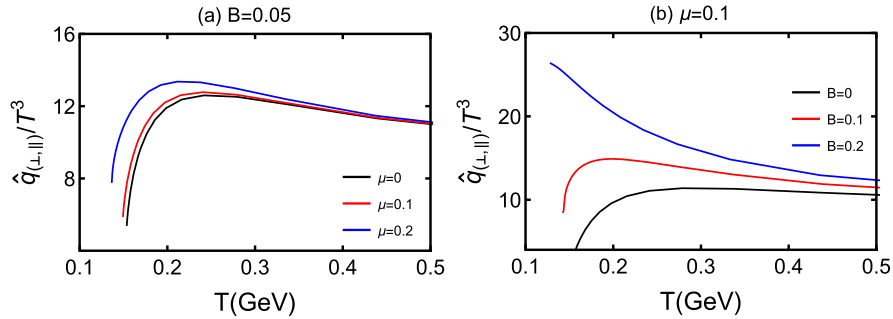 (a) B=0.05
q̂(⊥,||)/T³
16
12
8
μ=0
μ=0.1
μ=0.2
0.1 0.2 0.3 0.4 0.5
T(GeV)
(b) μ=0.1
q̂(⊥,||)/T³
30
20
10
B=0
B=0.1
B=0.2
0.1 0.2 0.3 0.4 0.5
T(GeV)